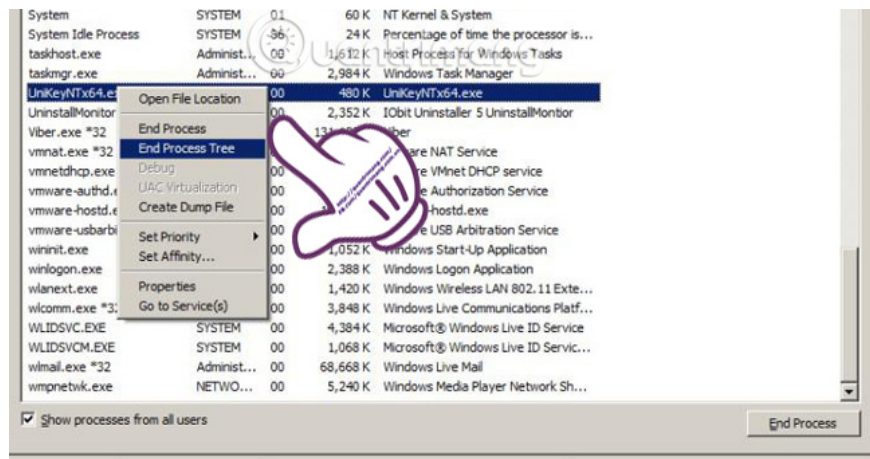 System SYSTEM 01 60 K NT Kernel & System
System Idle Process SYSTEM 24 K Percentage of time the processor is...
taskhost.exe Administ... 00 1,612 K Host Process for Windows Tasks
taskmgr.exe Administ... 00 2,984 K Windows Task Manager
UniKeyNTx64.e 00 480 K UniKeyNTx64.exe
Open File Location
UninstallMonitor 00 2,352 K IObit Uninstaller 5 UninstallMontior
Viber.exe *32 End Process
vmnat.exe *32 End Process Tree 00 NAT Service
vmnetdhcp.exe Debug 00 VMnet DHCP service
vmware-authd.e UAC Virtualization 00 Authorization Service
vmware-hostd.e Create Dump File 00 -hostd.exe
vmware-usbarbi Set Priority 00 USB Arbitration Service
wininit.exe Set Affinity... 00 1,052 K Windows Start-Up Application
winlogon.exe 00 2,388 K Windows Logon Application
wlanext.exe Properties 00 1,420 K Windows Wireless LAN 802.11 Exte...
wlcomm.exe *3 Go to Service(s) 00 3,848 K Windows Live Communications Platf...
WLIDSVC.EXE SYSTEM 00 4,384 K Microsoft® Windows Live ID Service
WLIDSVCM.EXE SYSTEM 00 1,068 K Microsoft® Windows Live ID Servic...
wlmail.exe *32 Administ... 00 68,668 K Windows Live Mail
wmpnetwk.exe NETWO... 00 5,240 K Windows Media Player Network Sh...
Show processes from all users
End Process